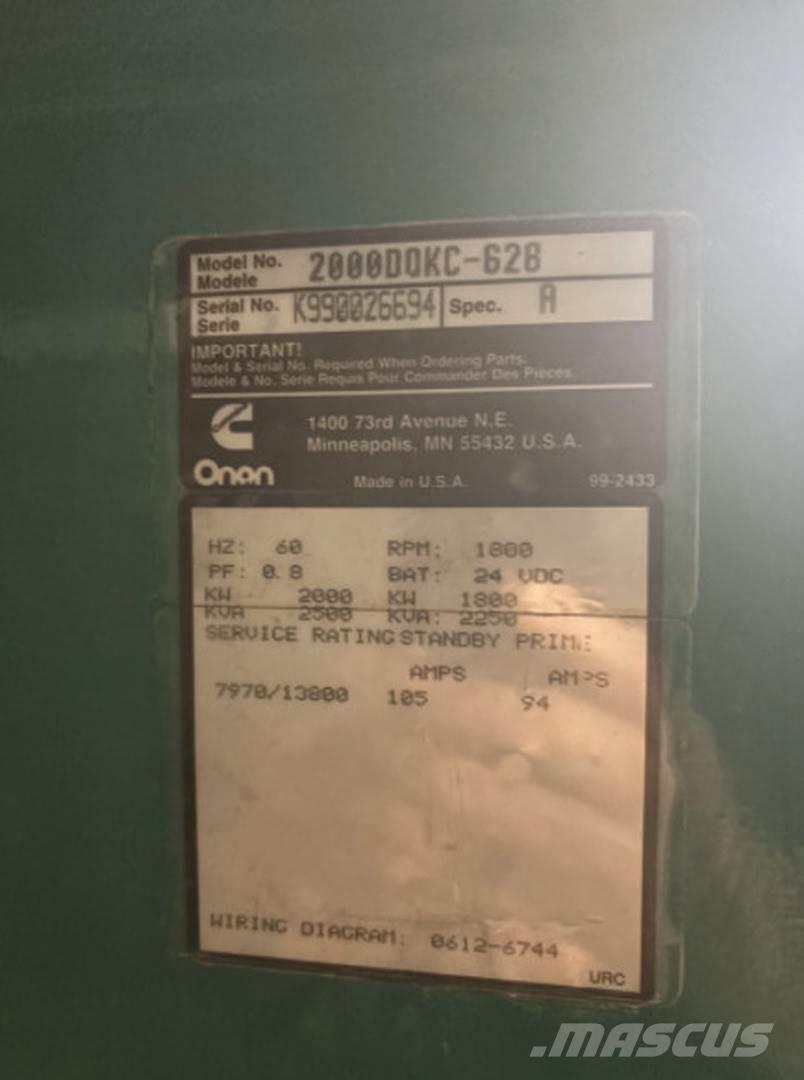 Model No. 2000DQKC-628
Modele
Serial No. K990026694 Spec. A
Serie
IMPORTANT!
Model & Serial No. Required When Ordering Parts.
Modele & No. Serie Requis Pour Commander Des Pieces.
1400 73rd Avenue N.E.
Minneapolis, MN 55432 U.S.A.
Onan
Made in U.S.A. 99-2433
HZ: 60 RPM: 1800
PF: 0.8 BAT: 24 VDC
KW 2000 KW 1800
KVA 2500 KVA: 2250
SERVICE RATING STANDBY PRIME
AMPS AMPS
7970/13800 105 94
WIRING DIAGRAM: 0612-6744
URC
.MASCUS